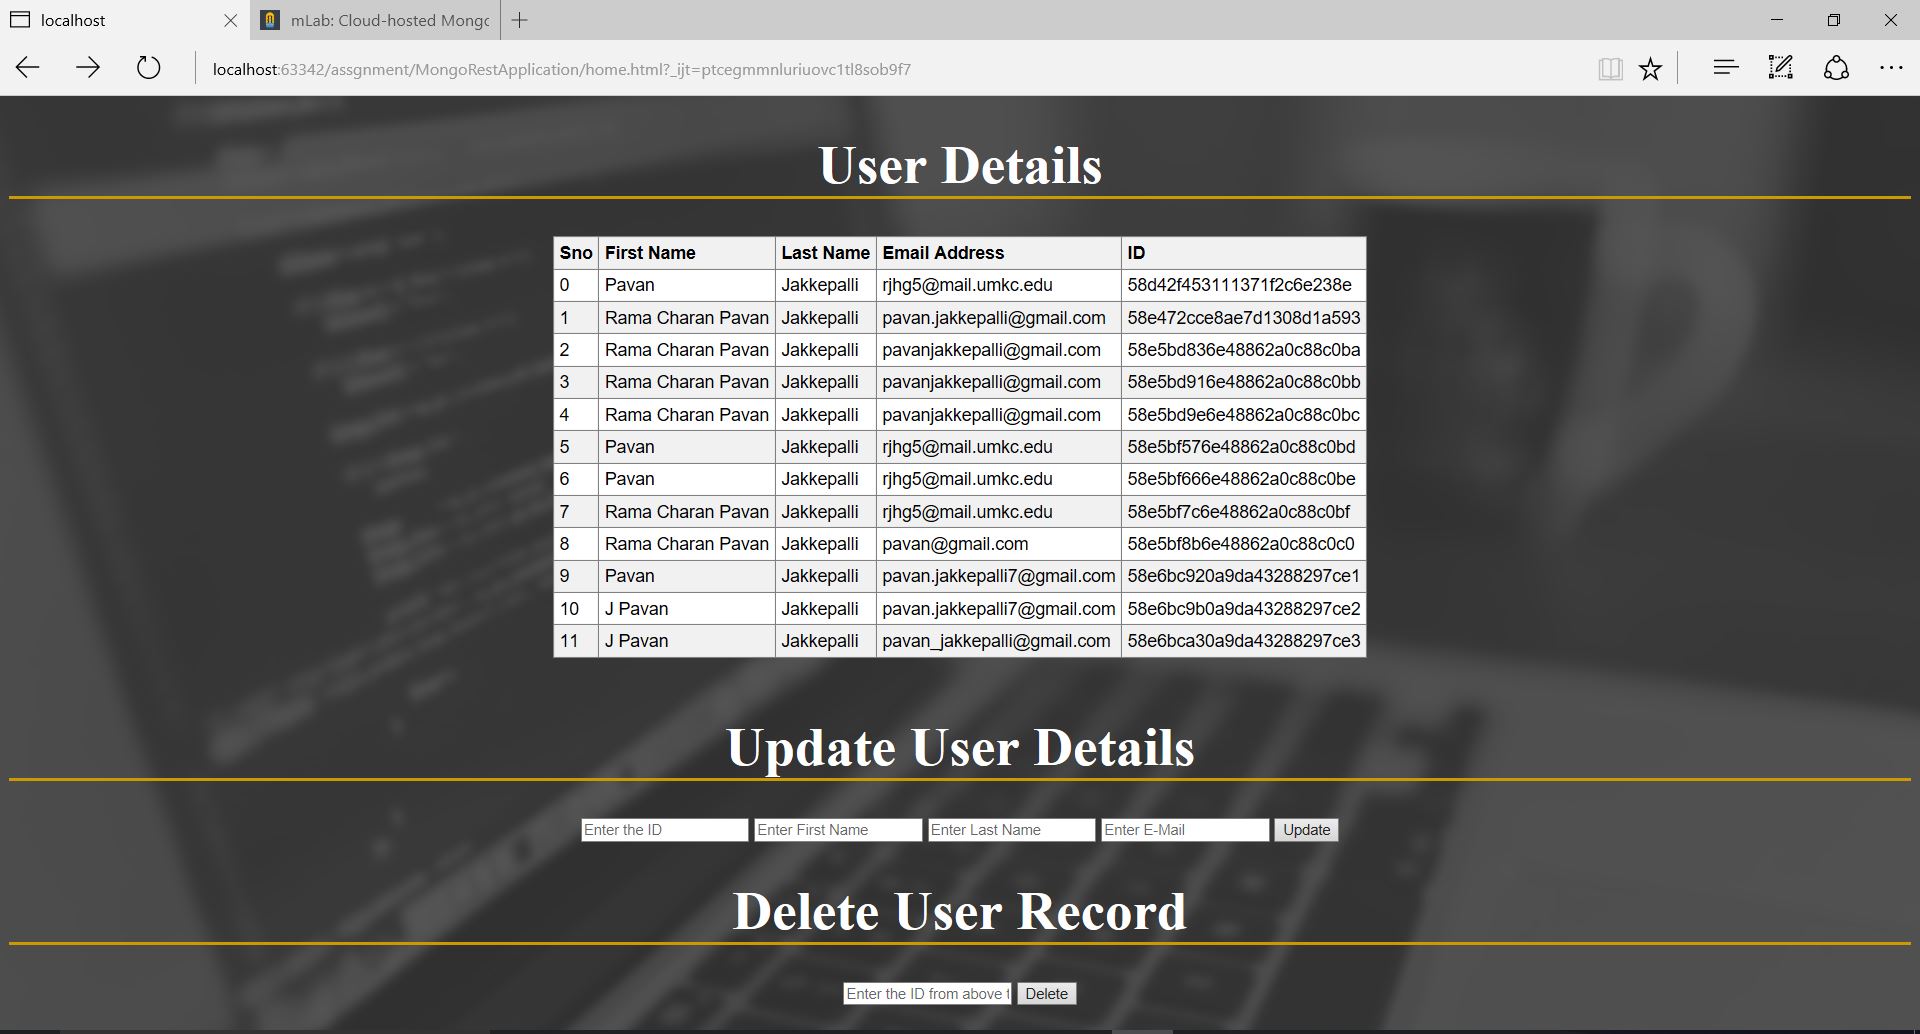 localhost
mLab: Cloud-hosted Mongo
localhost:63342/assgnment/MongoRestApplication/home.html?_ijt=ptcegmmnluriuovc1tl8sob9f7
User Details
Sno First Name Last Name Email Address ID
0 Pavan Jakkepalli rjhg5@mail.umkc.edu 58d42f453111371f2c6e238e
1 Rama Charan Pavan Jakkepalli pavan.jakkepalli@gmail.com 58e472cce8ae7d1308d1a593
2 Rama Charan Pavan Jakkepalli pavanjakkepalli@gmail.com 58e5bd836e48862a0c88c0ba
3 Rama Charan Pavan Jakkepalli pavanjakkepalli@gmail.com 58e5bd916e48862a0c88c0bb
4 Rama Charan Pavan Jakkepalli pavanjakkepalli@gmail.com 58e5bd9e6e48862a0c88c0bc
5 Pavan Jakkepalli rjhg5@mail.umkc.edu 58e5bf576e48862a0c88c0bd
6 Pavan Jakkepalli rjhg5@mail.umkc.edu 58e5bf666e48862a0c88c0be
7 Rama Charan Pavan Jakkepalli rjhg5@mail.umkc.edu 58e5bf7c6e48862a0c88c0bf
8 Rama Charan Pavan Jakkepalli pavan@gmail.com 58e5bf8b6e48862a0c88c0c0
9 Pavan Jakkepalli pavan.jakkepalli7@gmail.com 58e6bc920a9da43288297ce1
10 J Pavan Jakkepalli pavan.jakkepalli7@gmail.com 58e6bc9b0a9da43288297ce2
11 J Pavan Jakkepalli pavan_jakkepalli@gmail.com 58e6bca30a9da43288297ce3
Update User Details
Enter the ID Enter First Name Enter Last Name Enter E-Mail Update
Delete User Record
Enter the ID from above t Delete